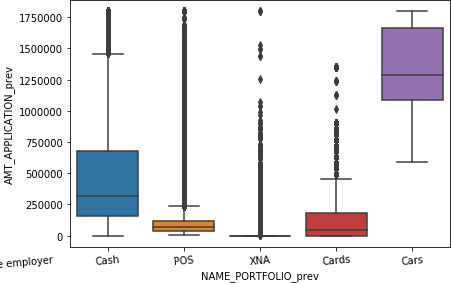 AMT_APPLICATION_prev
1750000
1500000
1250000
1000000
750000
500000
250000
0
e employer
Cash
POS
XNA
Cards
Cars
NAME_PORTFOLIO_prev